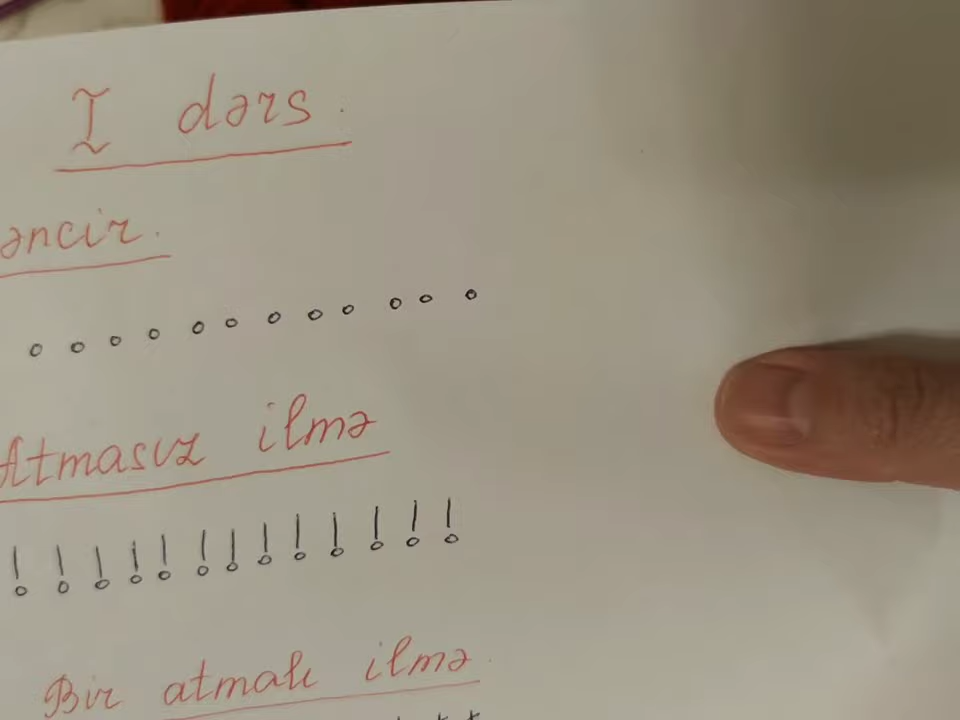 I dərs.
əncir.
Atmasız ilmə
Bir atmalı ilmə.